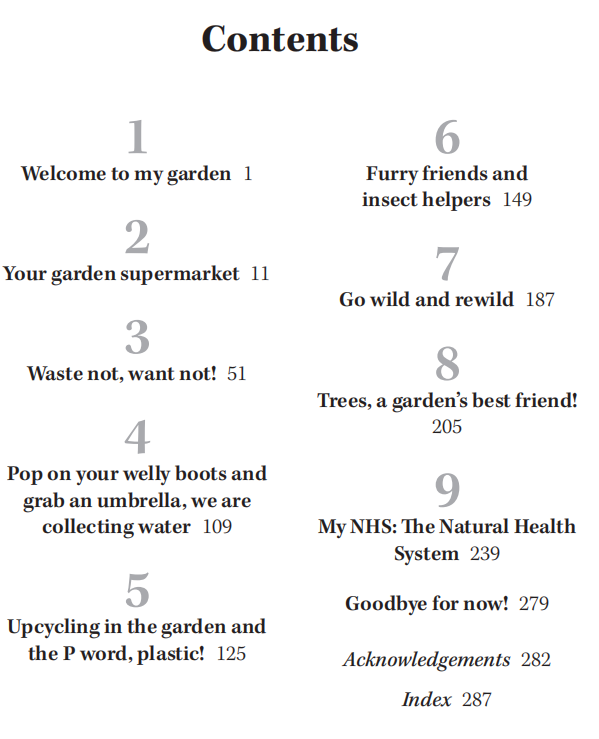 Contents
1
Welcome to my garden 1
2
Your garden supermarket 11
3
Waste not, want not! 51
4
Pop on your welly boots and
grab an umbrella, we are
collecting water 109
5
Upcycling in the garden and
the P word, plastic! 125
6
Furry friends and
insect helpers 149
7
Go wild and rewild 187
8
Trees, a garden’s best friend!
205
9
My NHS: The Natural Health
System 239
Goodbye for now! 279
Acknowledgements 282
Index 287